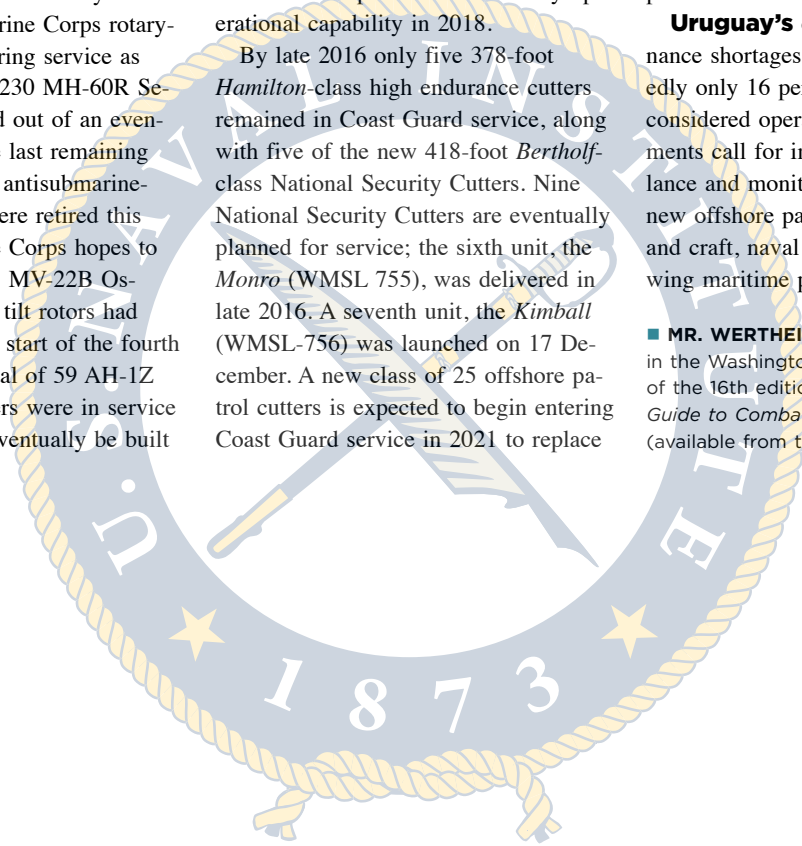 rine Corps rotary-
ring service as
230 MH-60R Se-
d out of an even-
last remaining
antisubmarine-
ere retired this
Corps hopes to
MV-22B Os-
tilt rotors had
start of the fourth
al of 59 AH-1Z
ers were in service
ventually be built
erational capability in 2018.
By late 2016 only five 378-foot
Hamilton-class high endurance cutters
remained in Coast Guard service, along
with five of the new 418-foot Bertholf-
class National Security Cutters. Nine
National Security Cutters are eventually
planned for service; the sixth unit, the
Monro (WMSL 755), was delivered in
late 2016. A seventh unit, the Kimball
(WMSL-756) was launched on 17 De-
cember. A new class of 25 offshore pa-
trol cutters is expected to begin entering
Coast Guard service in 2021 to replace
Uruguay's
nance shortages
edly only 16 pe
considered oper
ments call for in
lance and monit
new offshore pa
and craft, naval
wing maritime p
■ MR. WERTHEI
in the Washingto
of the 16th editio
Guide to Comba
(available from t
U.S. NAVAL INSTITUTE
1873